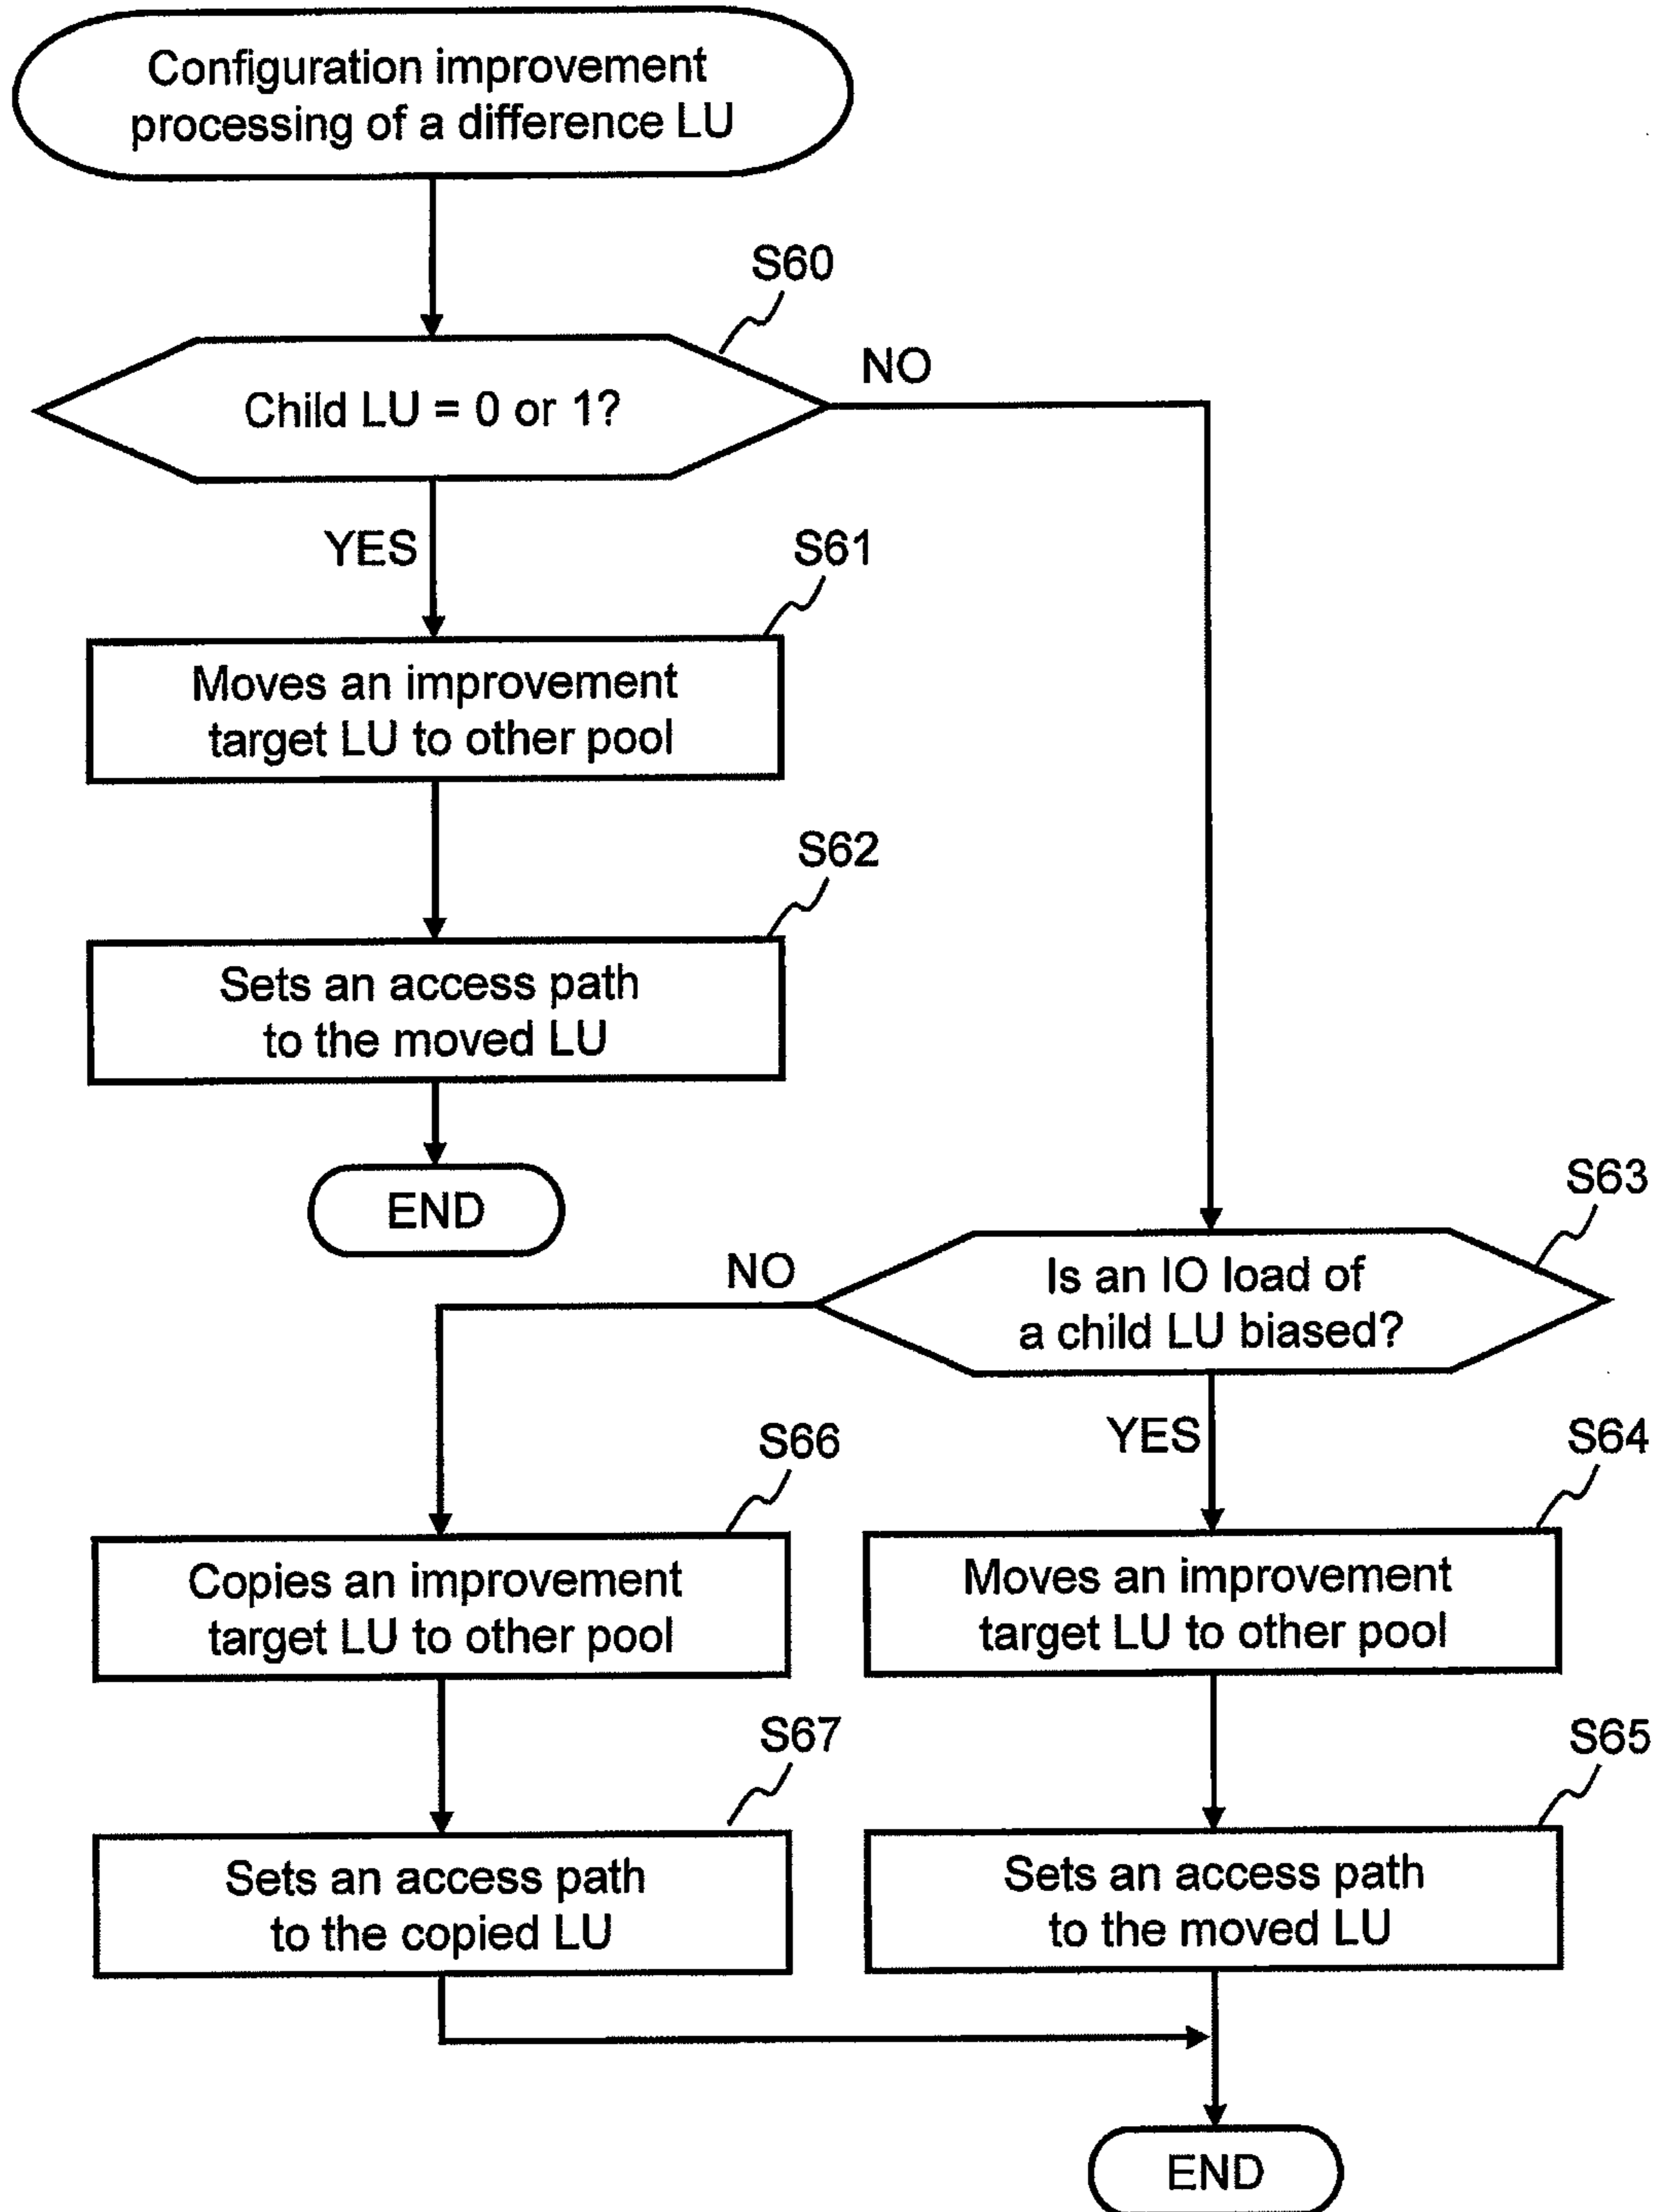 Configuration improvement
processing of a difference LU
S60
Child LU = 0 or 1?
NO
YES
S61
Moves an improvement
target LU to other pool
S62
Sets an access path
to the moved LU
END
S63
Is an IO load of
a child LU biased?
NO
YES
S66
Copies an improvement
target LU to other pool
S64
Moves an improvement
target LU to other pool
S67
Sets an access path
to the copied LU
S65
Sets an access path
to the moved LU
END